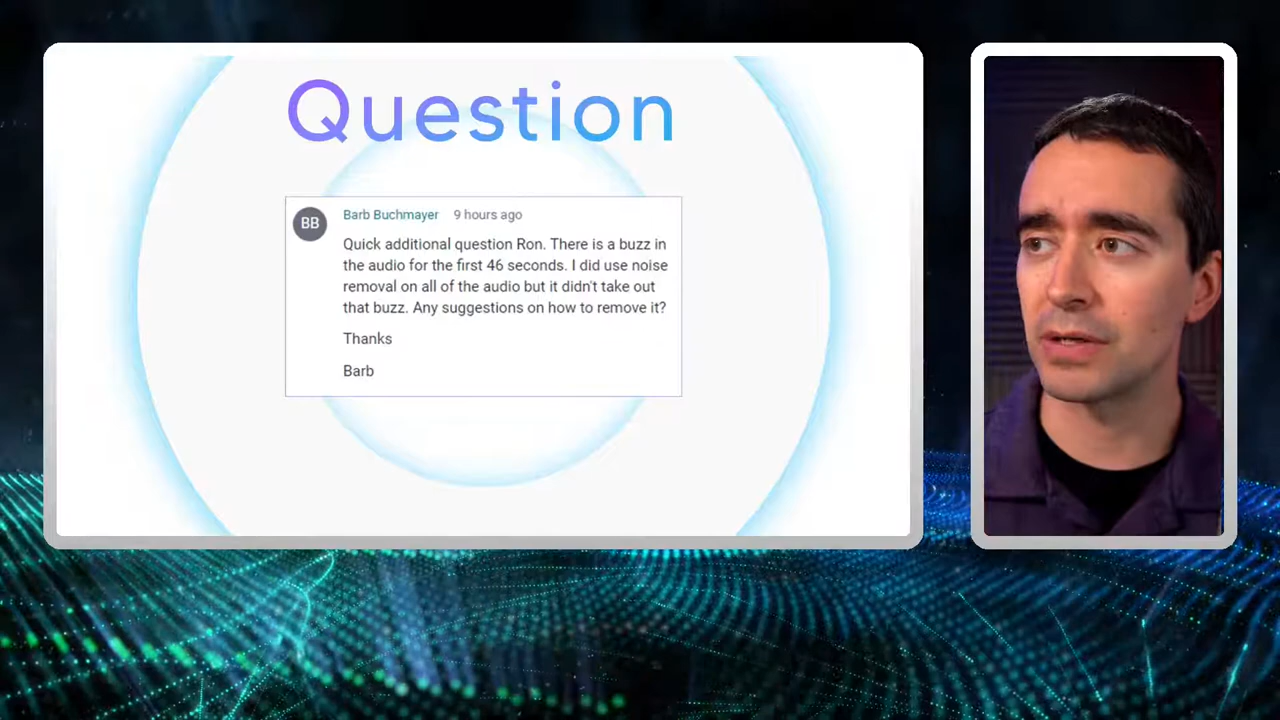 Question
BB
Barb Buchmayer 9 hours ago
Quick additional question Ron. There is a buzz in
the audio for the first 46 seconds. I did use noise
removal on all of the audio but it didn't take out
that buzz. Any suggestions on how to remove it?
Thanks
Barb